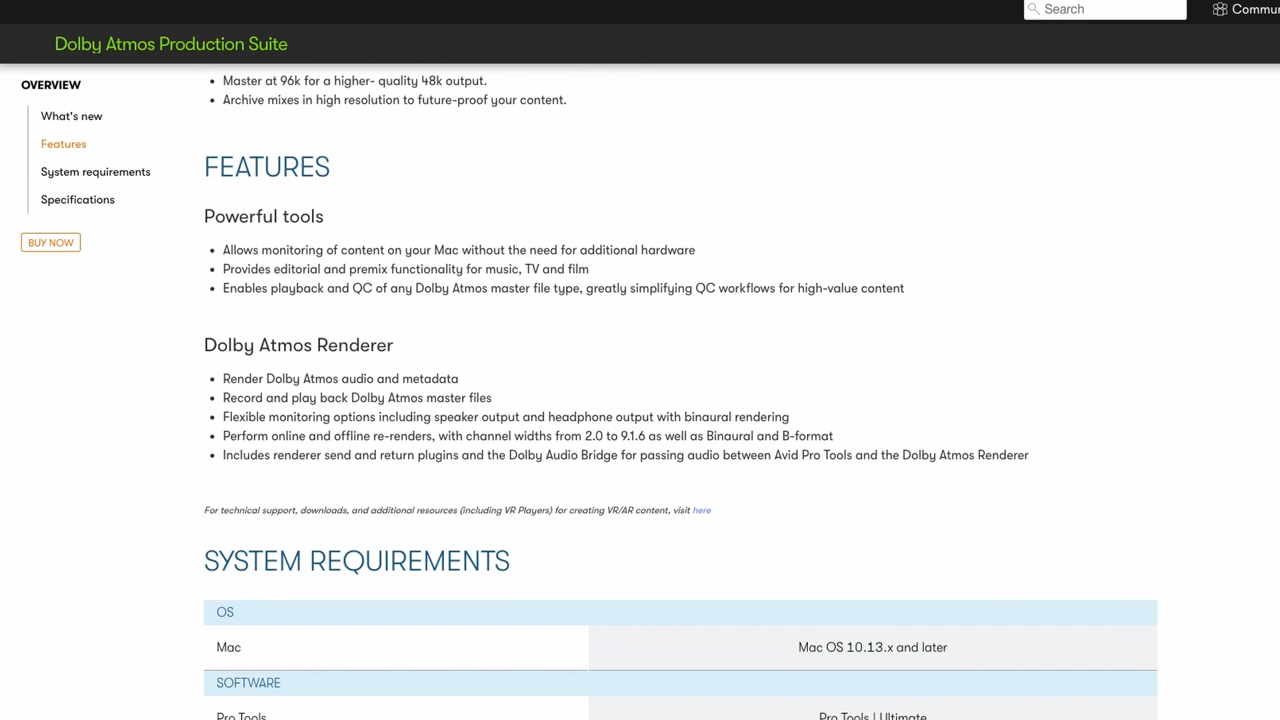 Search
Commun
Dolby Atmos Production Suite
OVERVIEW
What's new
Features
System requirements
Specifications
BUY NOW
• Master at 96k for a higher- quality 48k output.
• Archive mixes in high resolution to future-proof your content.
FEATURES
Powerful tools
• Allows monitoring of content on your Mac without the need for additional hardware
• Provides editorial and premix functionality for music, TV and film
• Enables playback and QC of any Dolby Atmos master file type, greatly simplifying QC workflows for high-value content
Dolby Atmos Renderer
• Render Dolby Atmos audio and metadata
• Record and play back Dolby Atmos master files
• Flexible monitoring options including speaker output and headphone output with binaural rendering
• Perform online and offline re-renders, with channel widths from 2.0 to 9.1.6 as well as Binaural and B-format
• Includes renderer send and return plugins and the Dolby Audio Bridge for passing audio between Avid Pro Tools and the Dolby Atmos Renderer
For technical support, downloads, and additional resources (including VR Players) for creating VR/AR content, visit here
SYSTEM REQUIREMENTS
OS
Mac Mac OS 10.13.x and later
SOFTWARE
Pro Tools Pro Tools | Ultimate